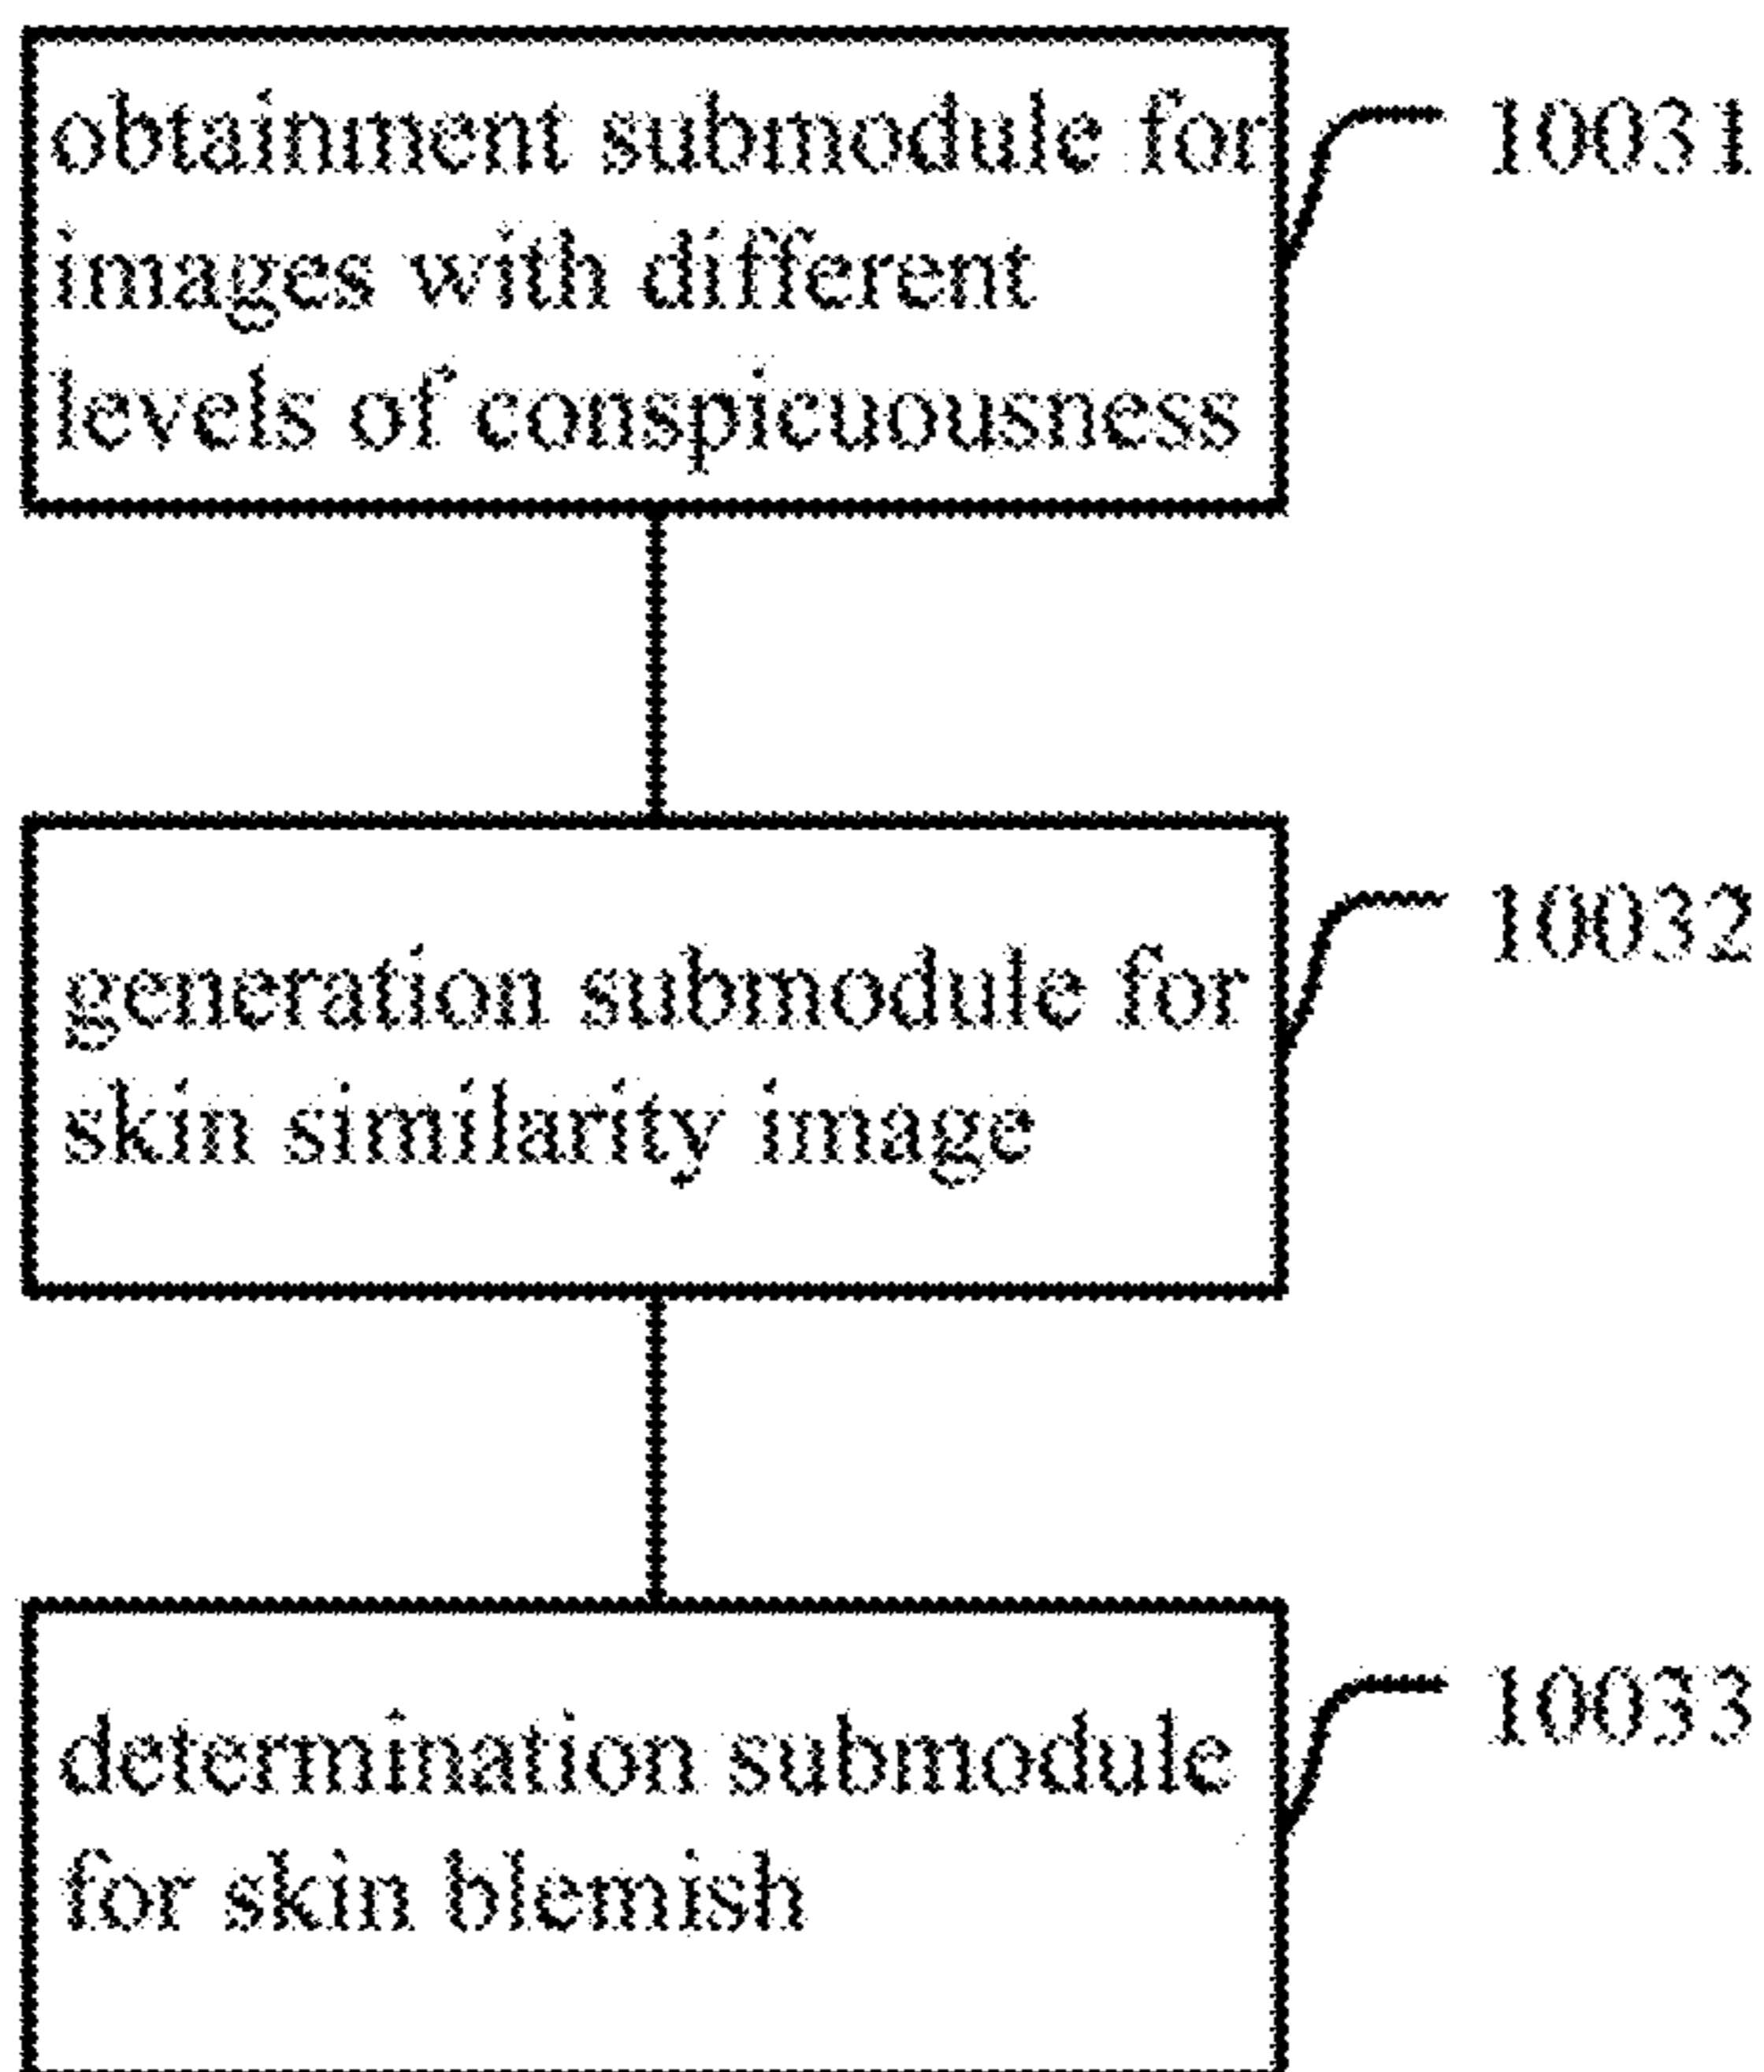 obtainment submodule for
images with different
levels of conspicuousness
10031
generation submodule for
skin similarity image
10032
determination submodule
for skin blemish
10033